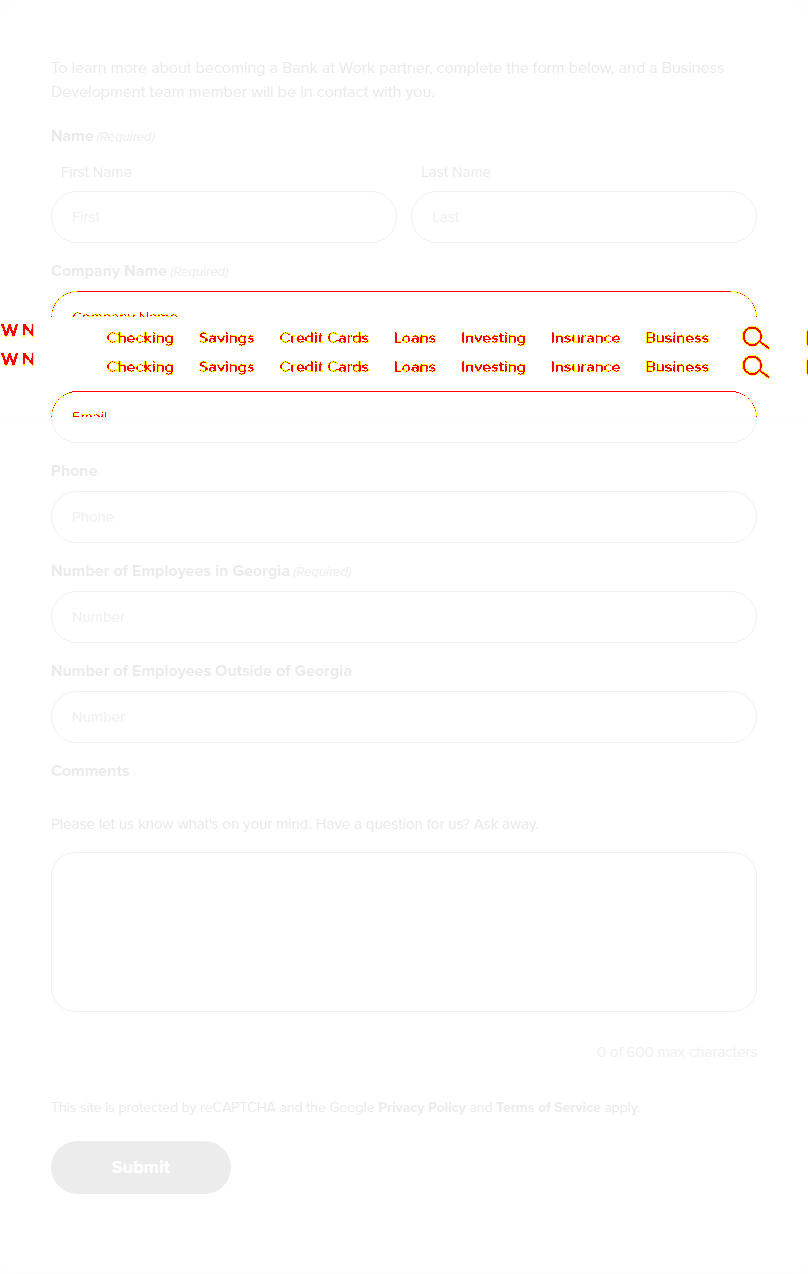 To learn more about becoming a Bank at Work partner, complete the form below, and a Business
Development team member will be in contact with you.
Name (Required)
First Name Last Name
First Last
Company Name (Required)
Company Name
W N Checking Savings Credit Cards Loans Investing Insurance Business
W N Checking Savings Credit Cards Loans Investing Insurance Business
Email
Phone
Phone
Number of Employees in Georgia (Required)
Number
Number of Employees Outside of Georgia
Number
Comments
Please let us know what's on your mind. Have a question for us? Ask away.
0 of 600 max characters
This site is protected by reCAPTCHA and the Google Privacy Policy and Terms of Service apply.
Submit